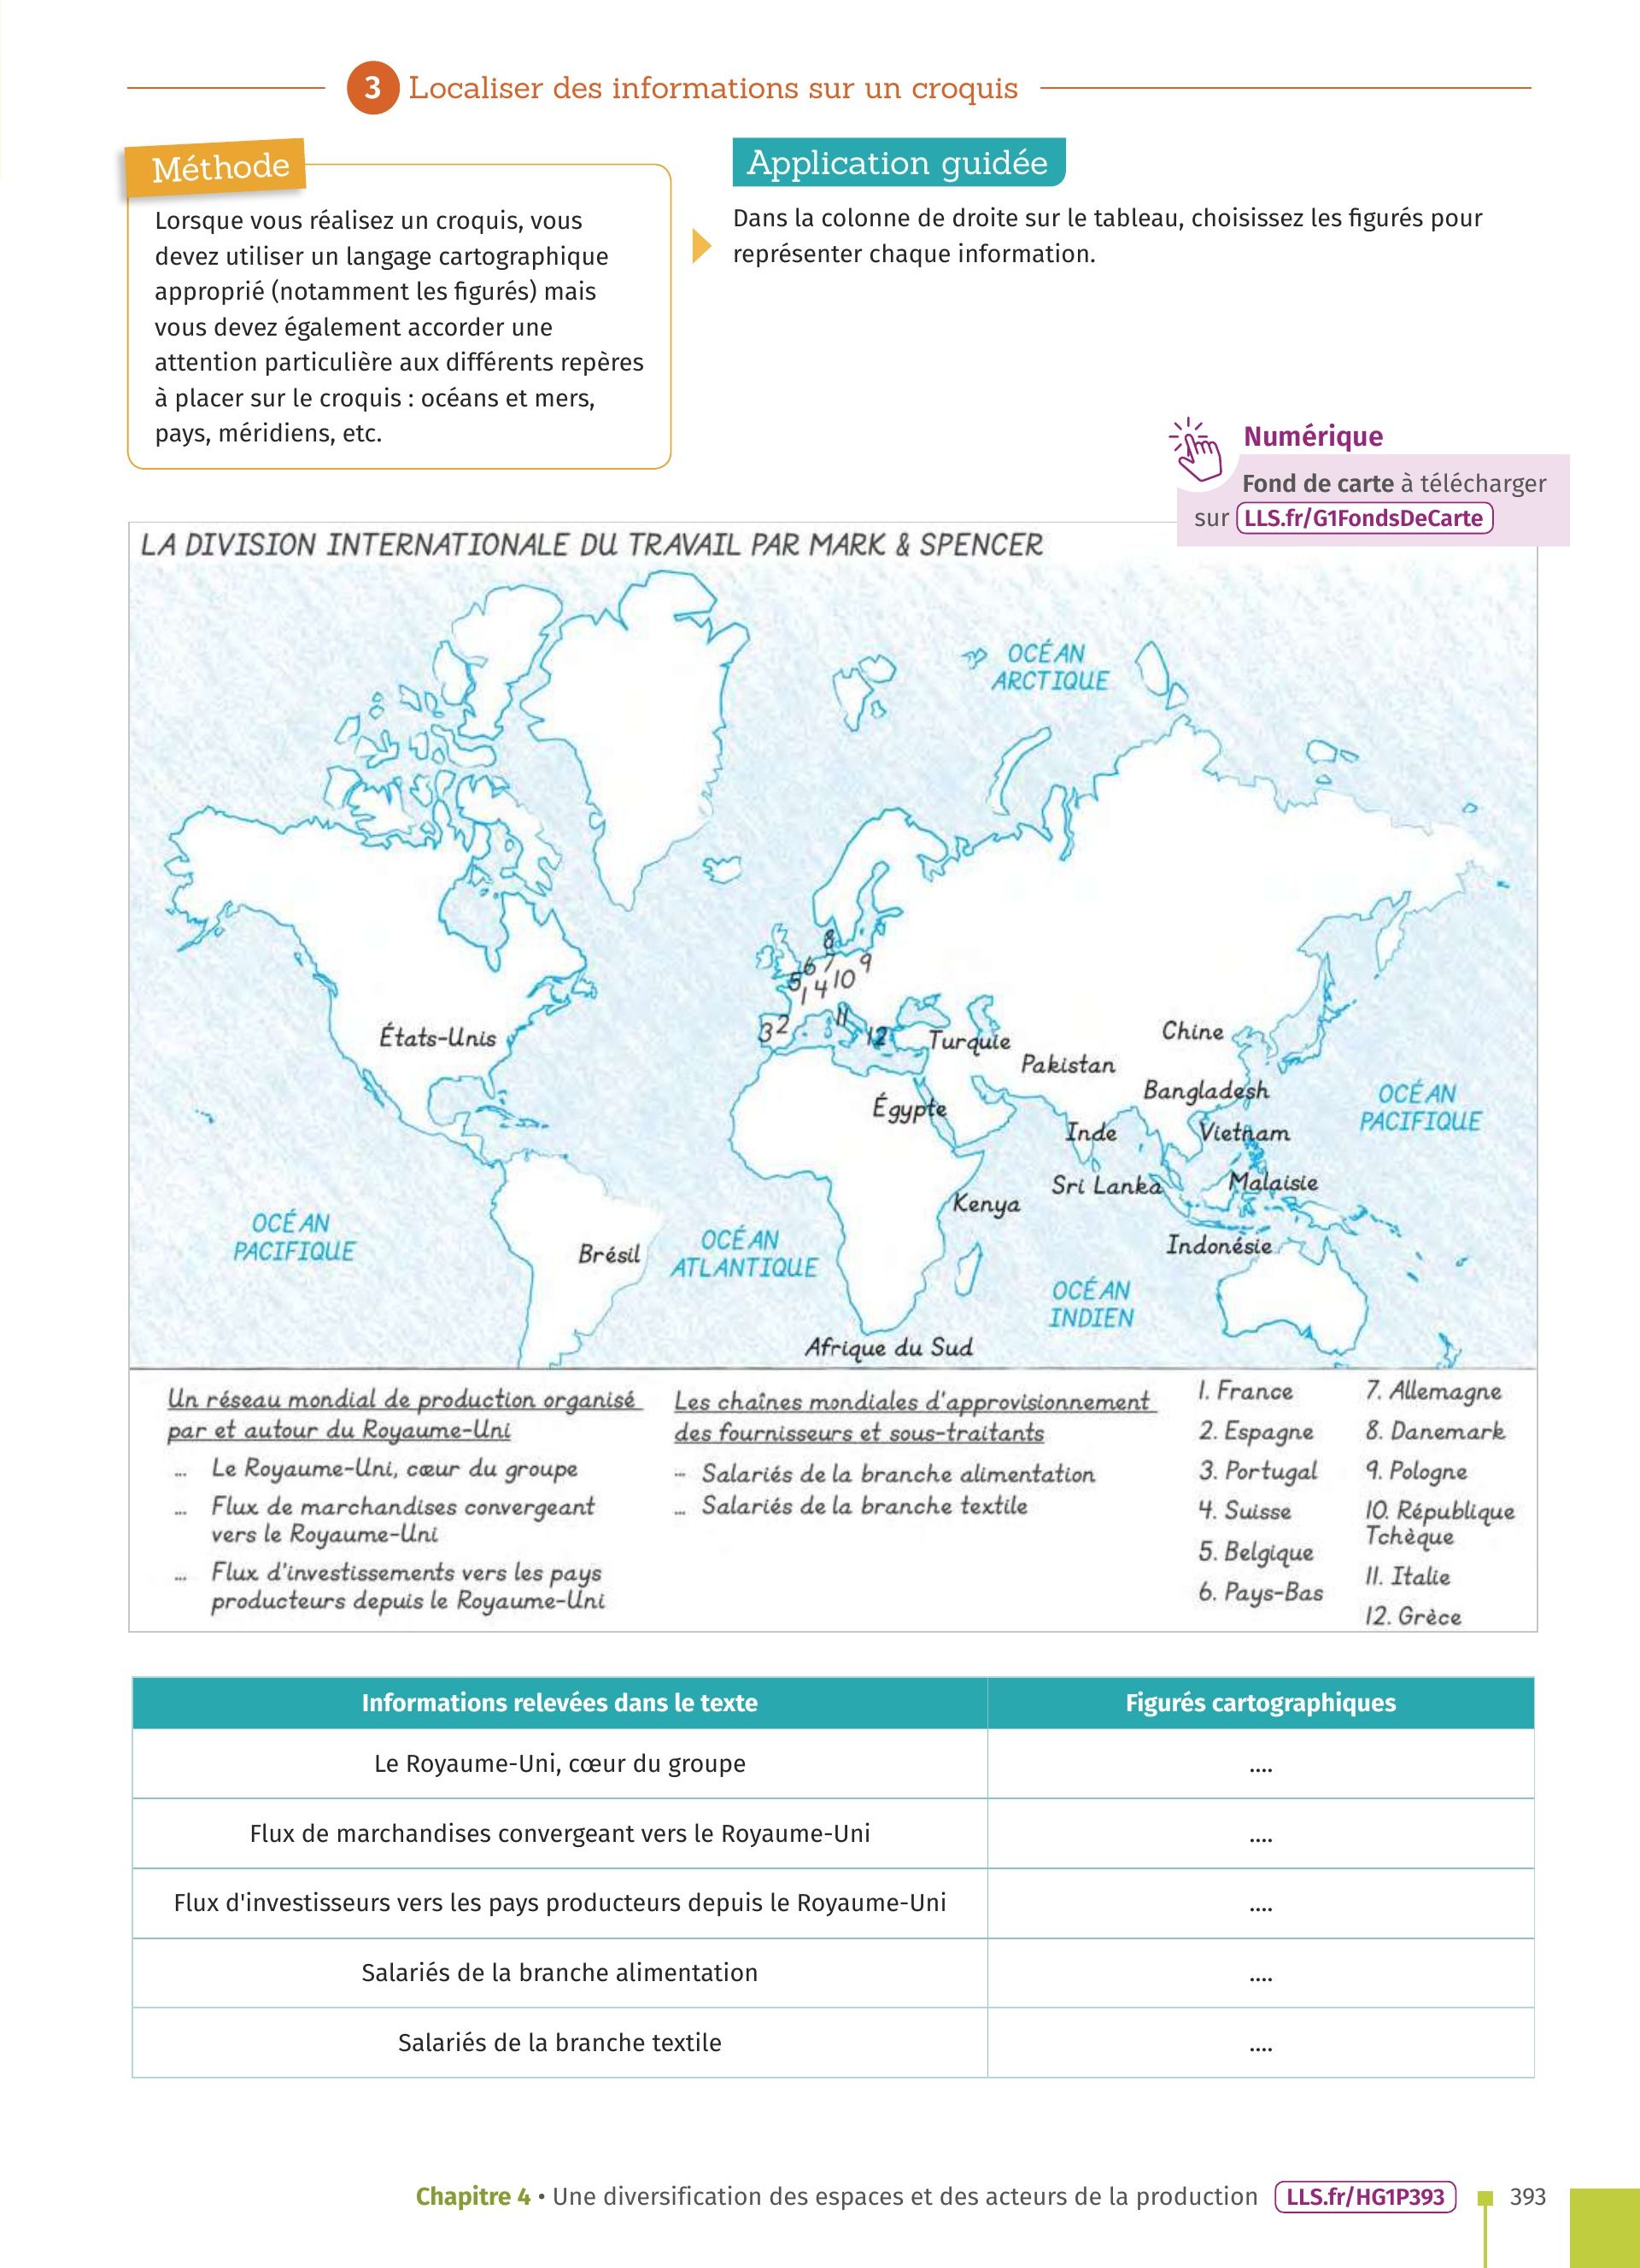 3 Localiser des informations sur un croquis
Méthode
Lorsque vous réalisez un croquis, vous
devez utiliser un langage cartographique
approprié (notamment les figurés) mais
vous devez également accorder une
attention particulière aux différents repères
à placer sur le croquis : océans et mers,
pays, méridiens, etc.
Application guidée
Dans la colonne de droite sur le tableau, choisissez les figurés pour
représenter chaque information.
Numérique
Fond de carte à télécharger
sur LLS.fr/G1FondsDeCarte
LA DIVISION INTERNATIONALE DU TRAVAIL PAR MARK & SPENCER
OCÉAN
ARCTIQUE
8
6 7 9
5 10
1 4
3 2 11
12
États-Unis
Turquie
Chine
Pakistan
Bangladesh
Égypte
OCÉAN
PACIFIQUE
Inde
Vietnam
Sri Lanka
Malaisie
Kenya
OCÉAN
PACIFIQUE
Brésil
OCÉAN
ATLANTIQUE
Indonésie
OCÉAN
INDIEN
Afrique du Sud
Un réseau mondial de production organisé
par et autour du Royaume-Uni
... Le Royaume-Uni, cœur du groupe
... Flux de marchandises convergeant
vers le Royaume-Uni
... Flux d'investissements vers les pays
producteurs depuis le Royaume-Uni
Les chaînes mondiales d'approvisionnement
des fournisseurs et sous-traitants
... Salariés de la branche alimentation
... Salariés de la branche textile
1. France
2. Espagne
3. Portugal
4. Suisse
5. Belgique
6. Pays-Bas
7. Allemagne
8. Danemark
9. Pologne
10. République
Tchèque
11. Italie
12. Grèce
Informations relevées dans le texte Figurés cartographiques
Le Royaume-Uni, cœur du groupe ....
Flux de marchandises convergeant vers le Royaume-Uni ....
Flux d'investisseurs vers les pays producteurs depuis le Royaume-Uni ....
Salariés de la branche alimentation ....
Salariés de la branche textile ....
Chapitre 4 • Une diversification des espaces et des acteurs de la production LLS.fr/HG1P393 393